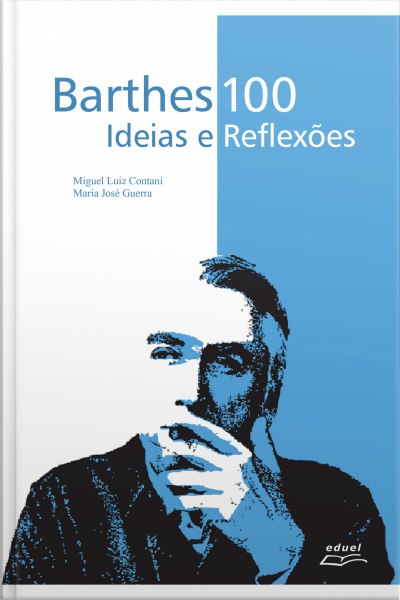 Barthes 100
Ideias e Reflexões
Miguel Luiz Contani
Maria José Guerra
eduel